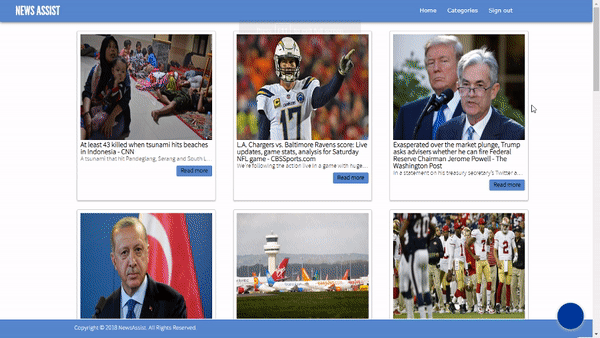 NEWS ASSIST
Home Categories Sign out
At least 43 killed when tsunami hits beaches
in Indonesia - CNN
A tsunami that hit Pandeglang, Serang and South L
Read more
L.A. Chargers vs. Baltimore Ravens score: Live
updates, game stats, analysis for Saturday
NFL game - CBSSports.com
We're following the action live in a game with huge...
Read more
Exasperated over the market plunge, Trump
asks advisers whether he can fire Federal
Reserve Chairman Jerome Powell - The
Washington Post
In a statement on his treasury secretary's Twitter a...
Read more
17
2
Copyright © 2018 NewsAssist. All Rights Reserved.